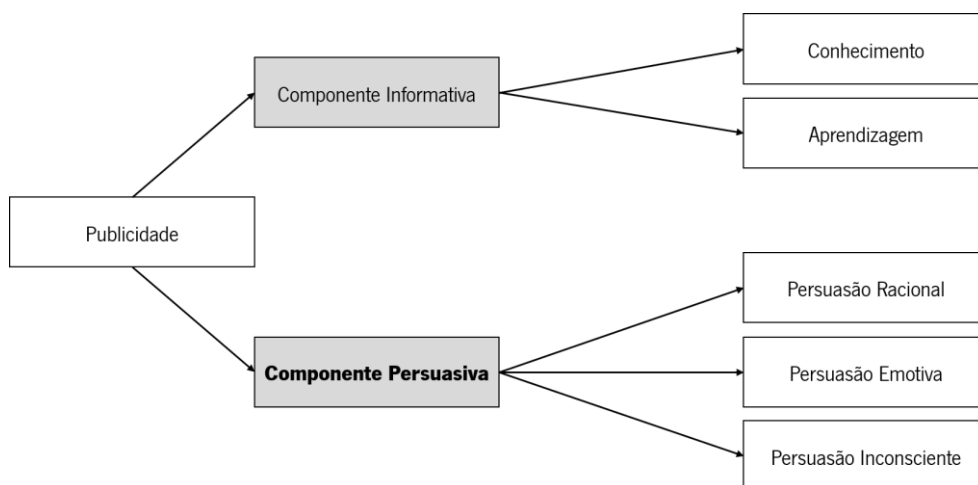 Publicidade
Componente Informativa
Conhecimento
Aprendizagem
Componente Persuasiva
Persuasão Racional
Persuasão Emotiva
Persuasão Inconsciente